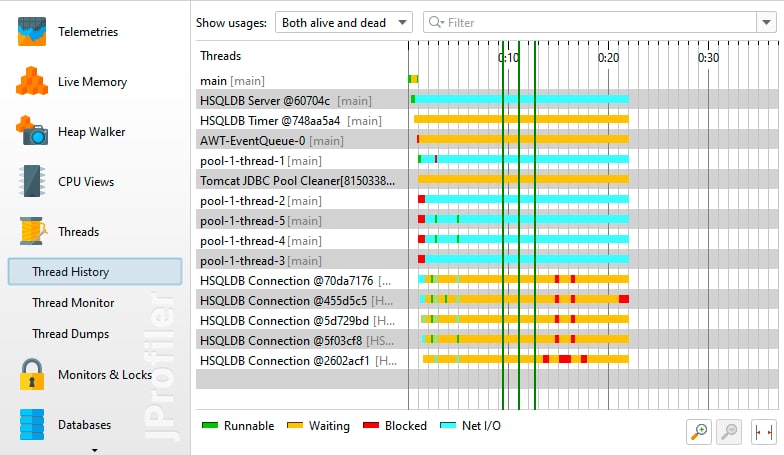 Telemetries
Live Memory
Heap Walker
CPU Views
Threads
Thread History
Thread Monitor
Thread Dumps
Monitors & Locks
Databases
JProfiler
Show usages: Both alive and dead Filter
Threads 0:10 0:20 0:30
main [main]
HSQLDB Server @60704c [main]
HSQLDB Timer @748aa5a4 [main]
AWT-EventQueue-0 [main]
pool-1-thread-1 [main]
Tomcat JDBC Pool Cleaner[8150338...
pool-1-thread-2 [main]
pool-1-thread-5 [main]
pool-1-thread-4 [main]
pool-1-thread-3 [main]
HSQLDB Connection @70da7176 [H...
HSQLDB Connection @455d5c5 [H...
HSQLDB Connection @5d729bd [H...
HSQLDB Connection @5f03cf8 [HS...
HSQLDB Connection @2602acf1 [H...
Runnable Waiting Blocked Net I/O